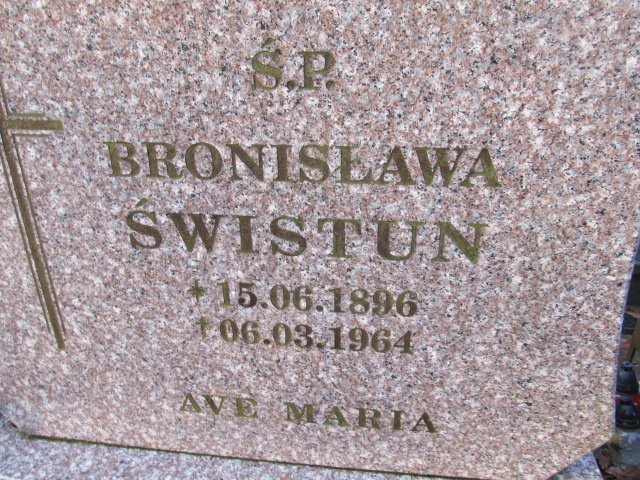 Ś.P.
BRONISŁAWA
ŚWISTUN
* 15.06.1896
† 06.03.1964
AVE MARIA